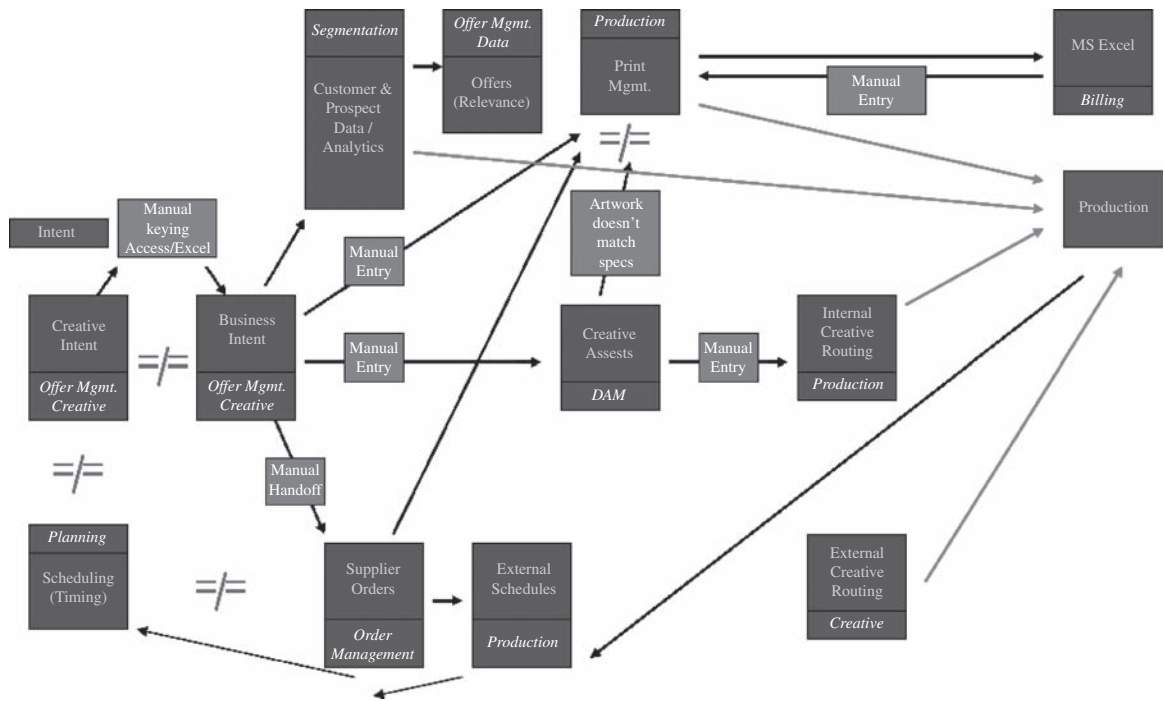 Segmentation
Customer &
Prospect
Data /
Analytics
Offer Mgmt.
Data
Offers
(Relevance)
Production
Print
Mgmt.
=/=
MS Excel
Billing
Manual
Entry
Production
Intent
Manual
keying
Access/Excel
Manual
Entry
Artwork
doesn't
match
specs
Creative
Intent
Offer Mgmt.
Creative
=/=
Business
Intent
Offer Mgmt.
Creative
Manual
Entry
Creative
Assests
DAM
Manual
Entry
Internal
Creative
Routing
Production
=/=
Manual
Handoff
Planning
Scheduling
(Timing)
=/=
Supplier
Orders
Order
Management
External
Schedules
Production
External
Creative
Routing
Creative